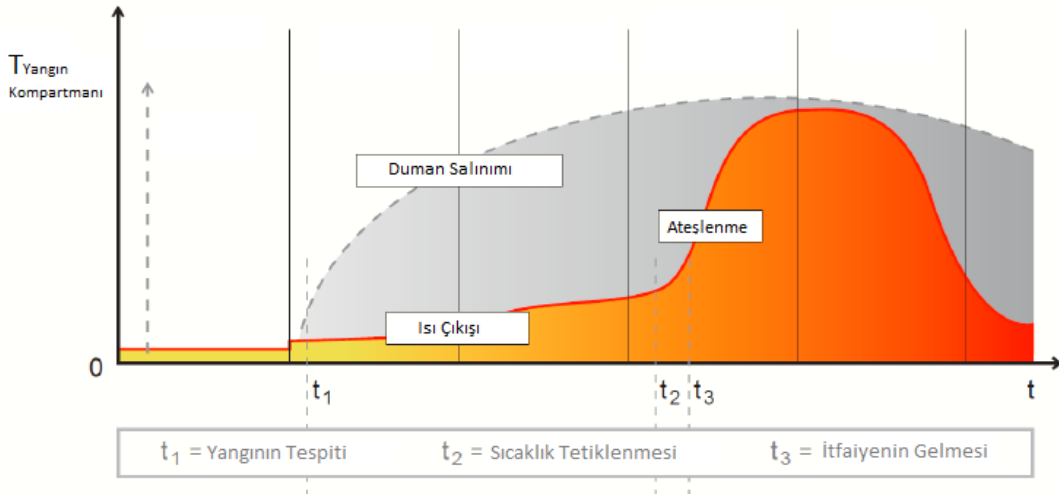 TYangın
Kompartmanı
Duman Salınımı
Ateşlenme
Isı Çıkışı
0
t1
t2
t3
t
t1 = Yangının Tespiti
t2 = Sıcaklık Tetiklenmesi
t3 = İtfaiyenin Gelmesi